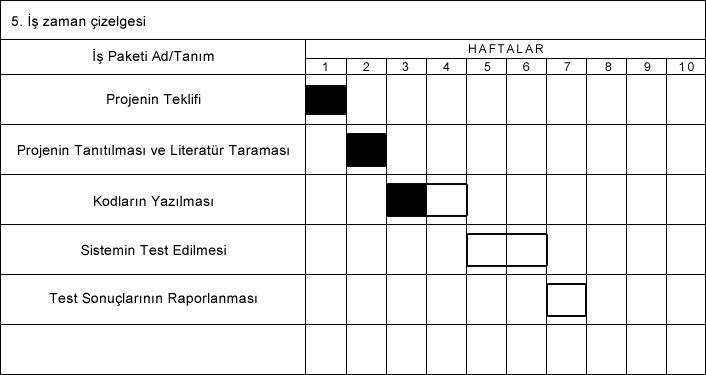 5. İş zaman çizelgesi
İş Paketi Ad/Tanım
HAFTALAR
1 2 3 4 5 6 7 8 9 10
Projenin Teklifi
Projenin Tanıtılması ve Literatür Taraması
Kodların Yazılması
Sistemin Test Edilmesi
Test Sonuçlarının Raporlanması